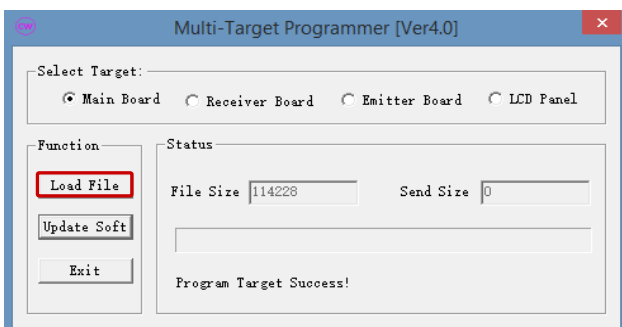 CW
Multi-Target Programmer [Ver4.0]
Select Target:
Main Board Receiver Board Emitter Board LCD Panel
Function
Status
Load File
File Size 114228 Send Size 0
Update Soft
Exit
Program Target Success!